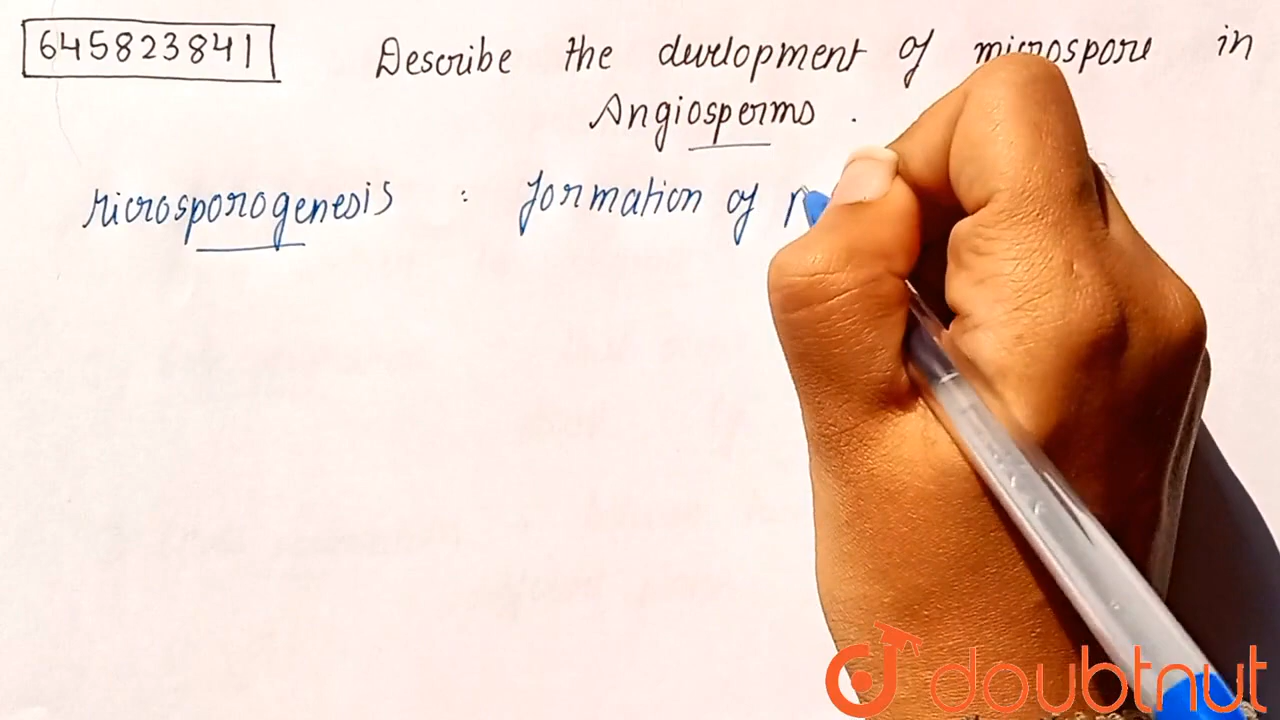 645823841 Describe the development of microspore in
Angiosperms .
Microsporogenesis : formation of
doubtnut